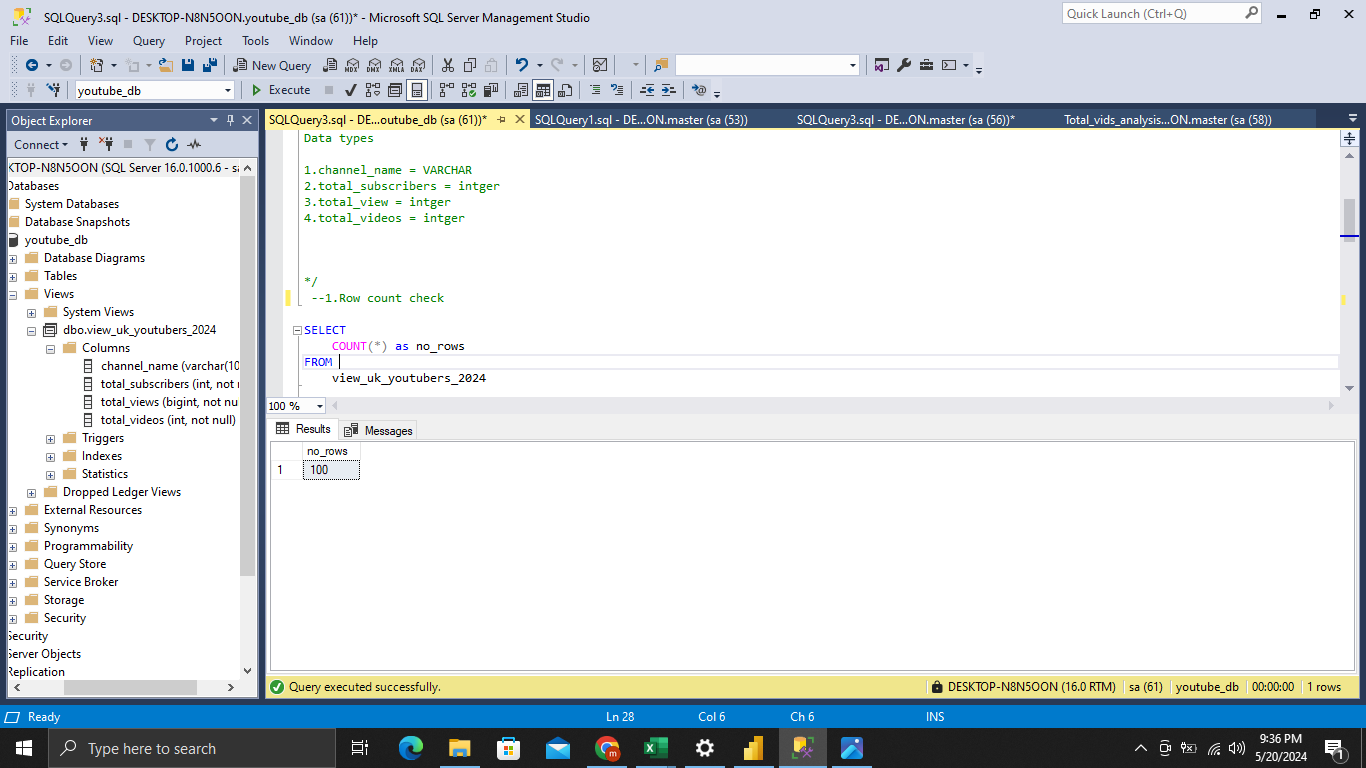 SQLQuery3.sql - DESKTOP-N8N5OON.youtube_db (sa (61))* - Microsoft SQL Server Management Studio
Quick Launch (Ctrl+Q)
File Edit View Query Project Tools Window Help
New Query
MDX DMX XMLA DAX
youtube_db
Execute
Object Explorer
Connect
KTOP-N8N5OON (SQL Server 16.0.1000.6 - sa
Databases
System Databases
Database Snapshots
youtube_db
Database Diagrams
Tables
Views
System Views
dbo.view_uk_youtubers_2024
Columns
channel_name (varchar(10
total_subscribers (int, not n
total_views (bigint, not nu
total_videos (int, not null)
Triggers
Indexes
Statistics
Dropped Ledger Views
External Resources
Synonyms
Programmability
Query Store
Service Broker
Storage
Security
Security
Server Objects
Replication
SQLQuery3.sql - DE...outube_db (sa (61))*
SQLQuery1.sql - DE...ON.master (sa (53))
SQLQuery3.sql - DE...ON.master (sa (56))*
Total_vids_analysis...ON.master (sa (58))
Data types
1.channel_name = VARCHAR
2.total_subscribers = intger
3.total_view = intger
4.total_videos = intger
*/
--1.Row count check
SELECT
COUNT(*) as no_rows
FROM
view_uk_youtubers_2024
100 %
Results Messages
no_rows
1 100
Query executed successfully.
DESKTOP-N8N5OON (16.0 RTM) sa (61) youtube_db 00:00:00 1 rows
Ready Ln 28 Col 6 Ch 6 INS
Type here to search
9:36 PM
5/20/2024
1